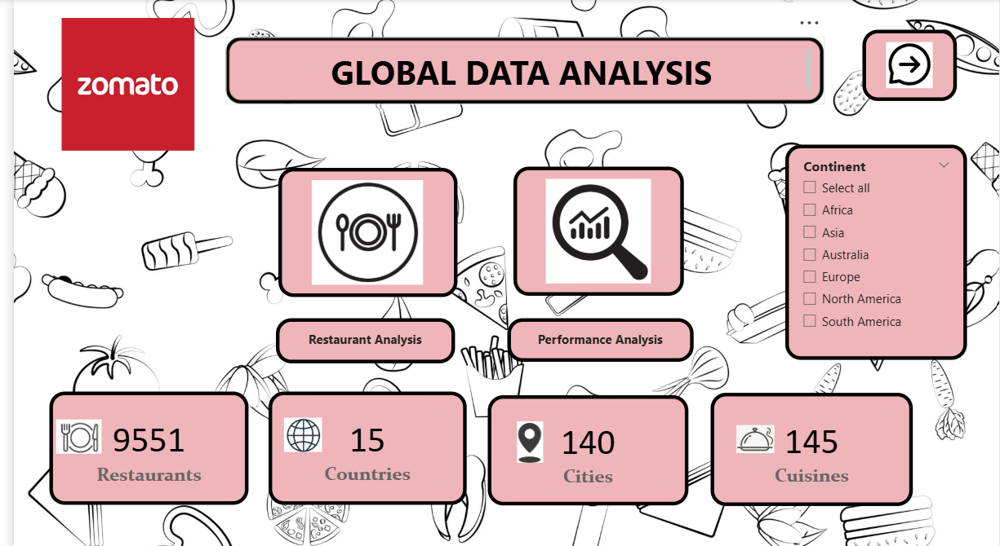 zomato
GLOBAL DATA ANALYSIS
Continent
Select all
Africa
Asia
Australia
Europe
North America
South America
Restaurant Analysis
Performance Analysis
9551
Restaurants
15
Countries
140
Cities
145
Cuisines